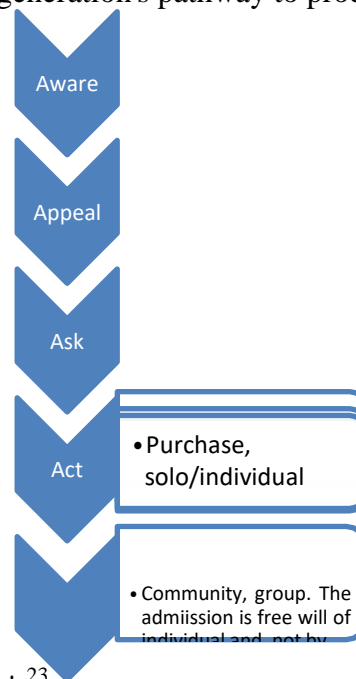 generation's pathway to
Aware
Appeal
Ask
Act
• Purchase,
solo/individual
• Community, group. The
admiission is free will of
individual and not by
23